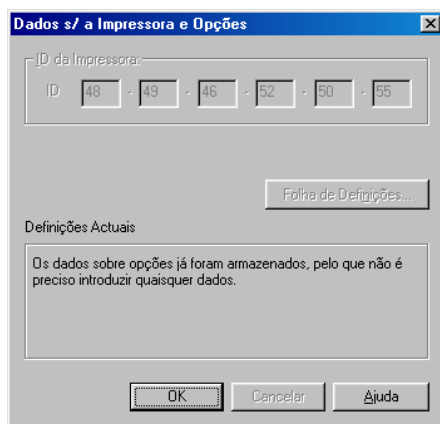 Dados s/ a Impressora e Opções
ID da Impressora:
ID 48 - 49 - 46 - 52 - 50 - 55
Folha de Definições...
Definições Actuais
Os dados sobre opções já foram armazenados, pelo que não é
preciso introduzir quaisquer dados.
OK Cancelar Ajuda